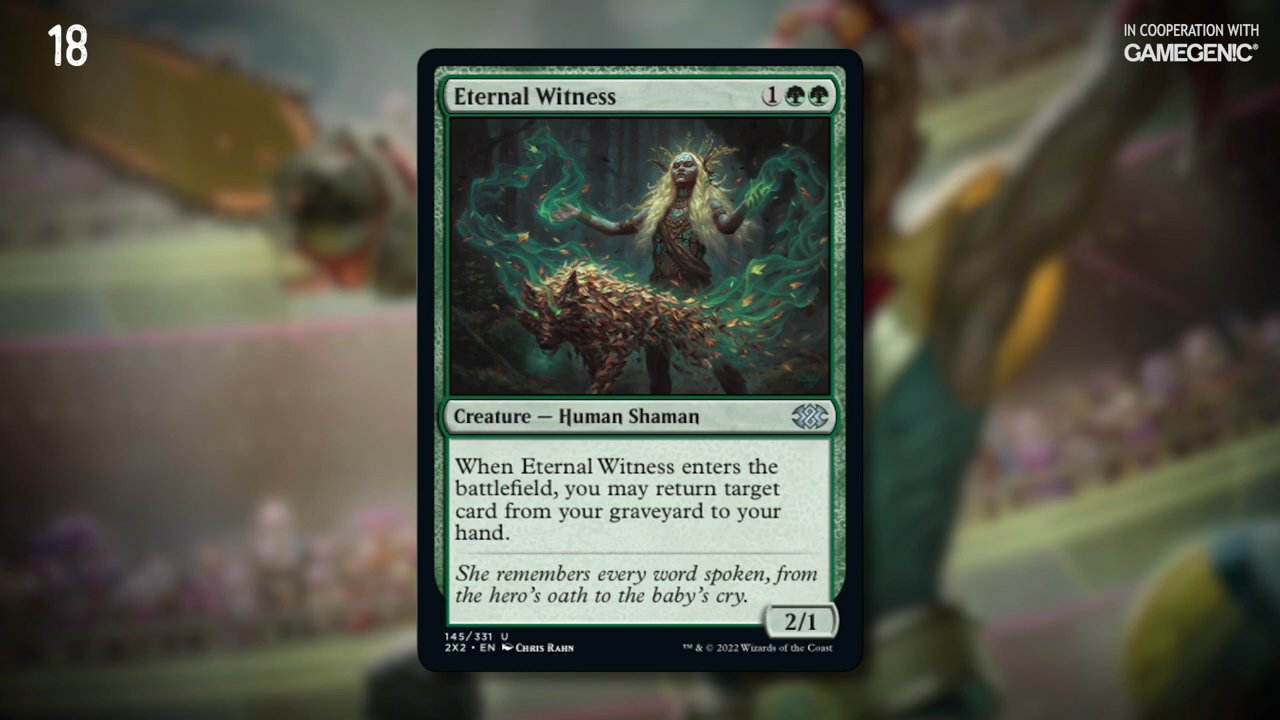 18
IN COOPERATION WITH
GAMEGENIC®
Eternal Witness
1
Creature — Human Shaman
When Eternal Witness enters the
battlefield, you may return target
card from your graveyard to your
hand.
She remembers every word spoken, from
the hero's oath to the baby's cry.
2/1
145/331 U
2X2 • EN Chris Rahn
™ & © 2022 Wizards of the Coast